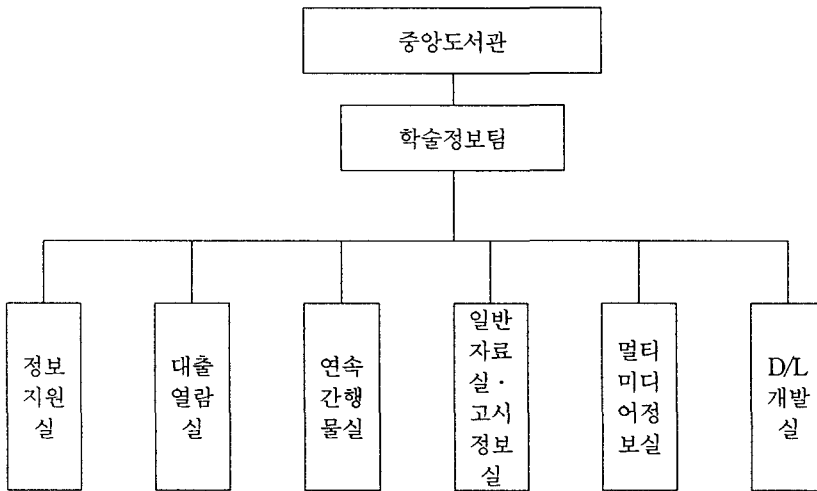 중앙도서관
학술정보팀
정보
지원
실
대출
열람
실
연속
간행
물실
일반
자료
실·
고시
정보
실
멀티
미디
어정
보실
D/L
개발
실